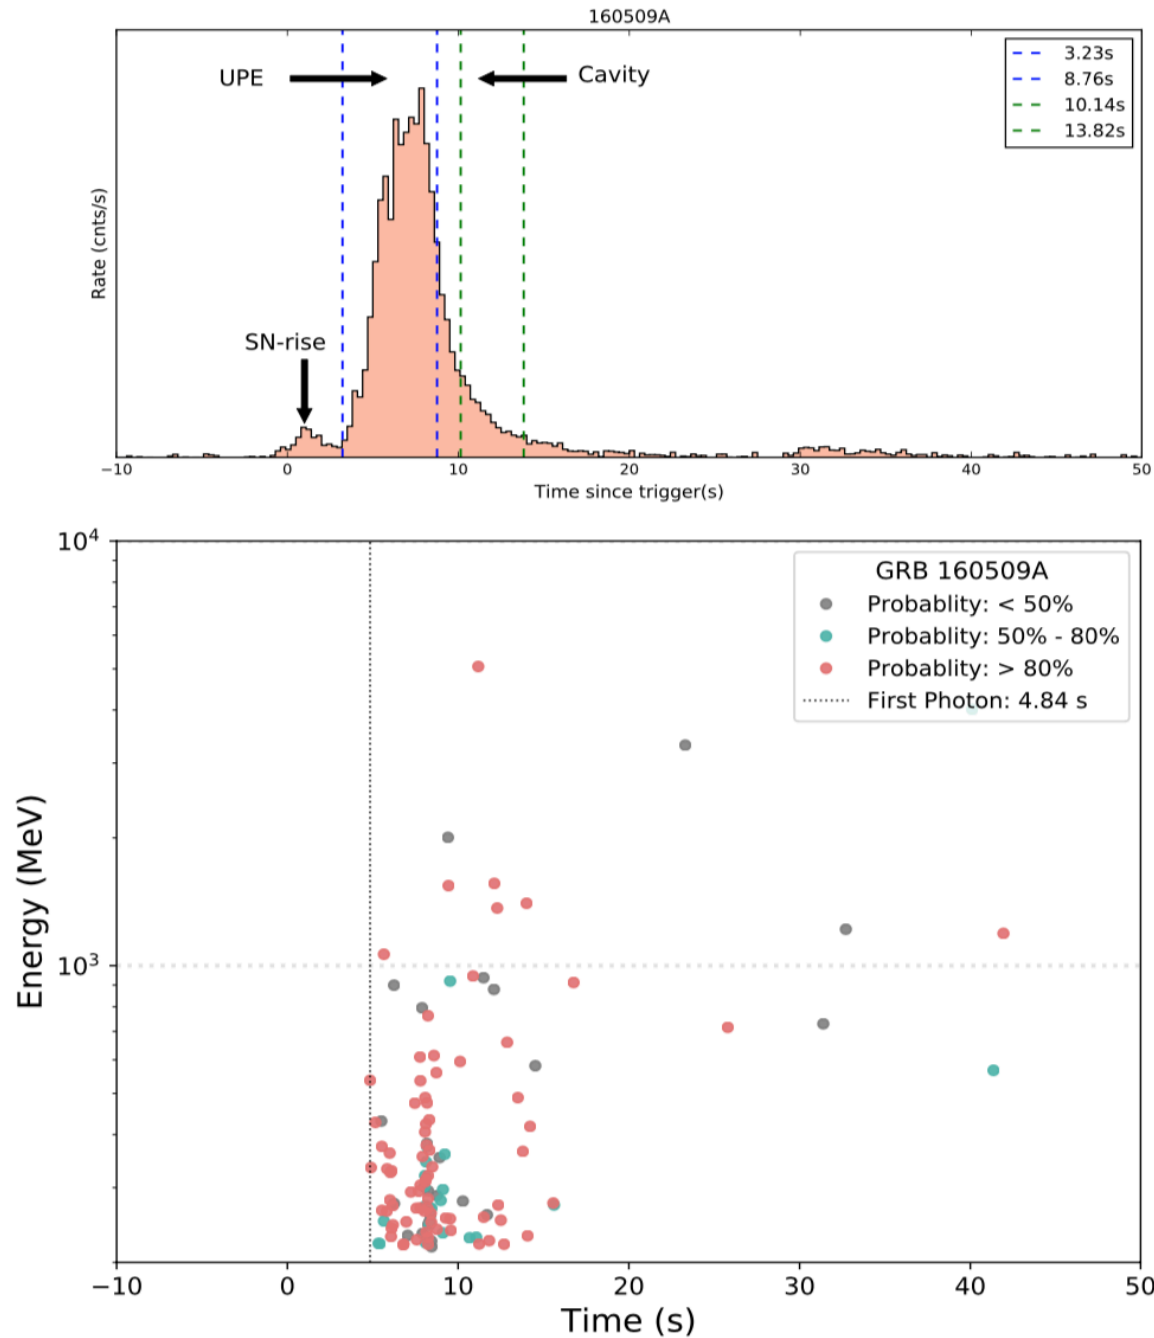 160509A
UPE
Cavity
3.23s
8.76s
10.14s
13.82s
SN-rise
Rate (cnts/s)
−10 0 10 20 30 40 50
Time since trigger(s)
10⁴
GRB 160509A
Probablity: < 50%
Probablity: 50% - 80%
Probablity: > 80%
First Photon: 4.84 s
Energy (MeV)
10³
−10 0 10 20 30 40 50
Time (s)